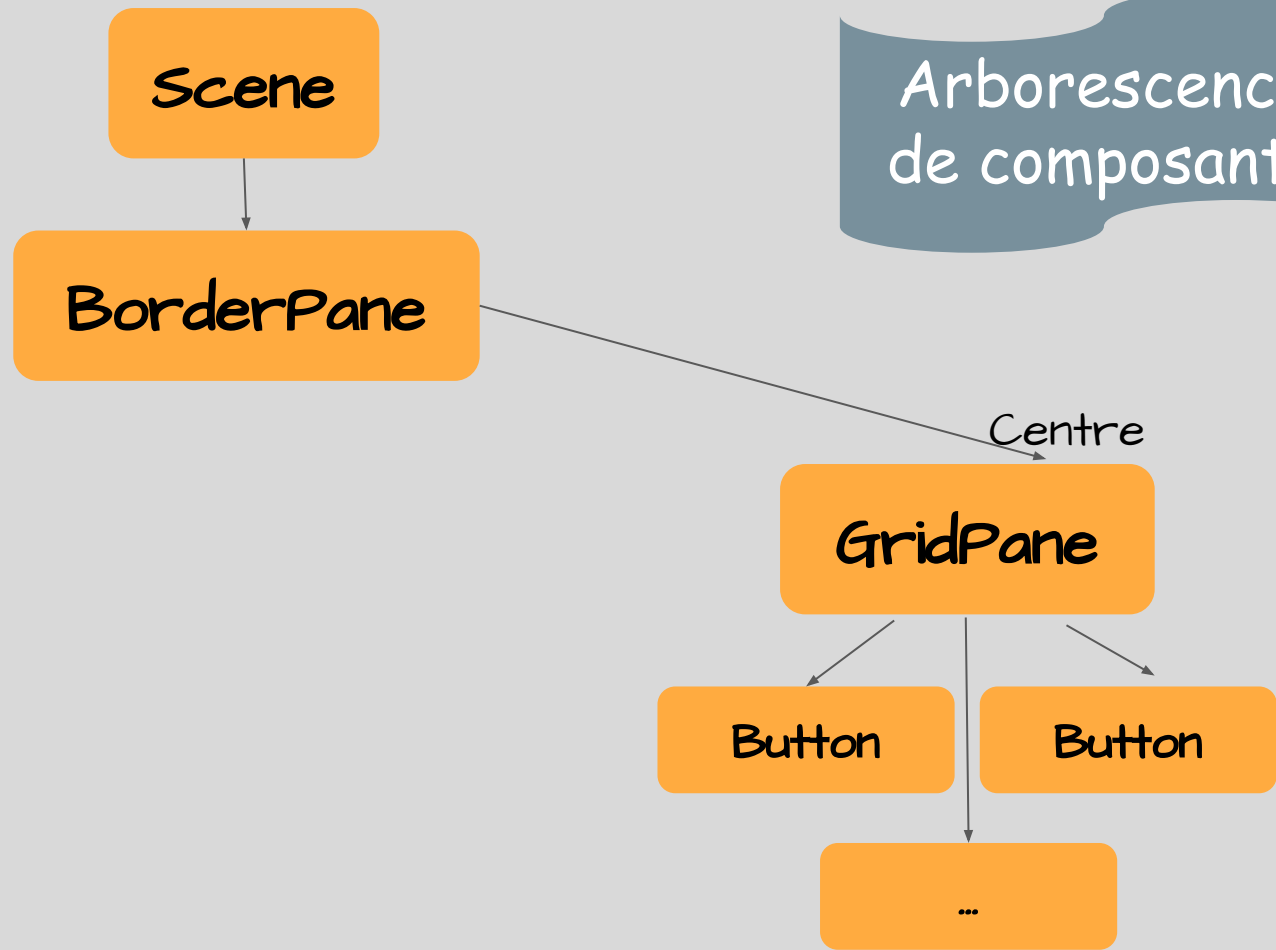 Scene
Arborescenc
de composant
BorderPane
Centre
GridPane
Button
Button
...